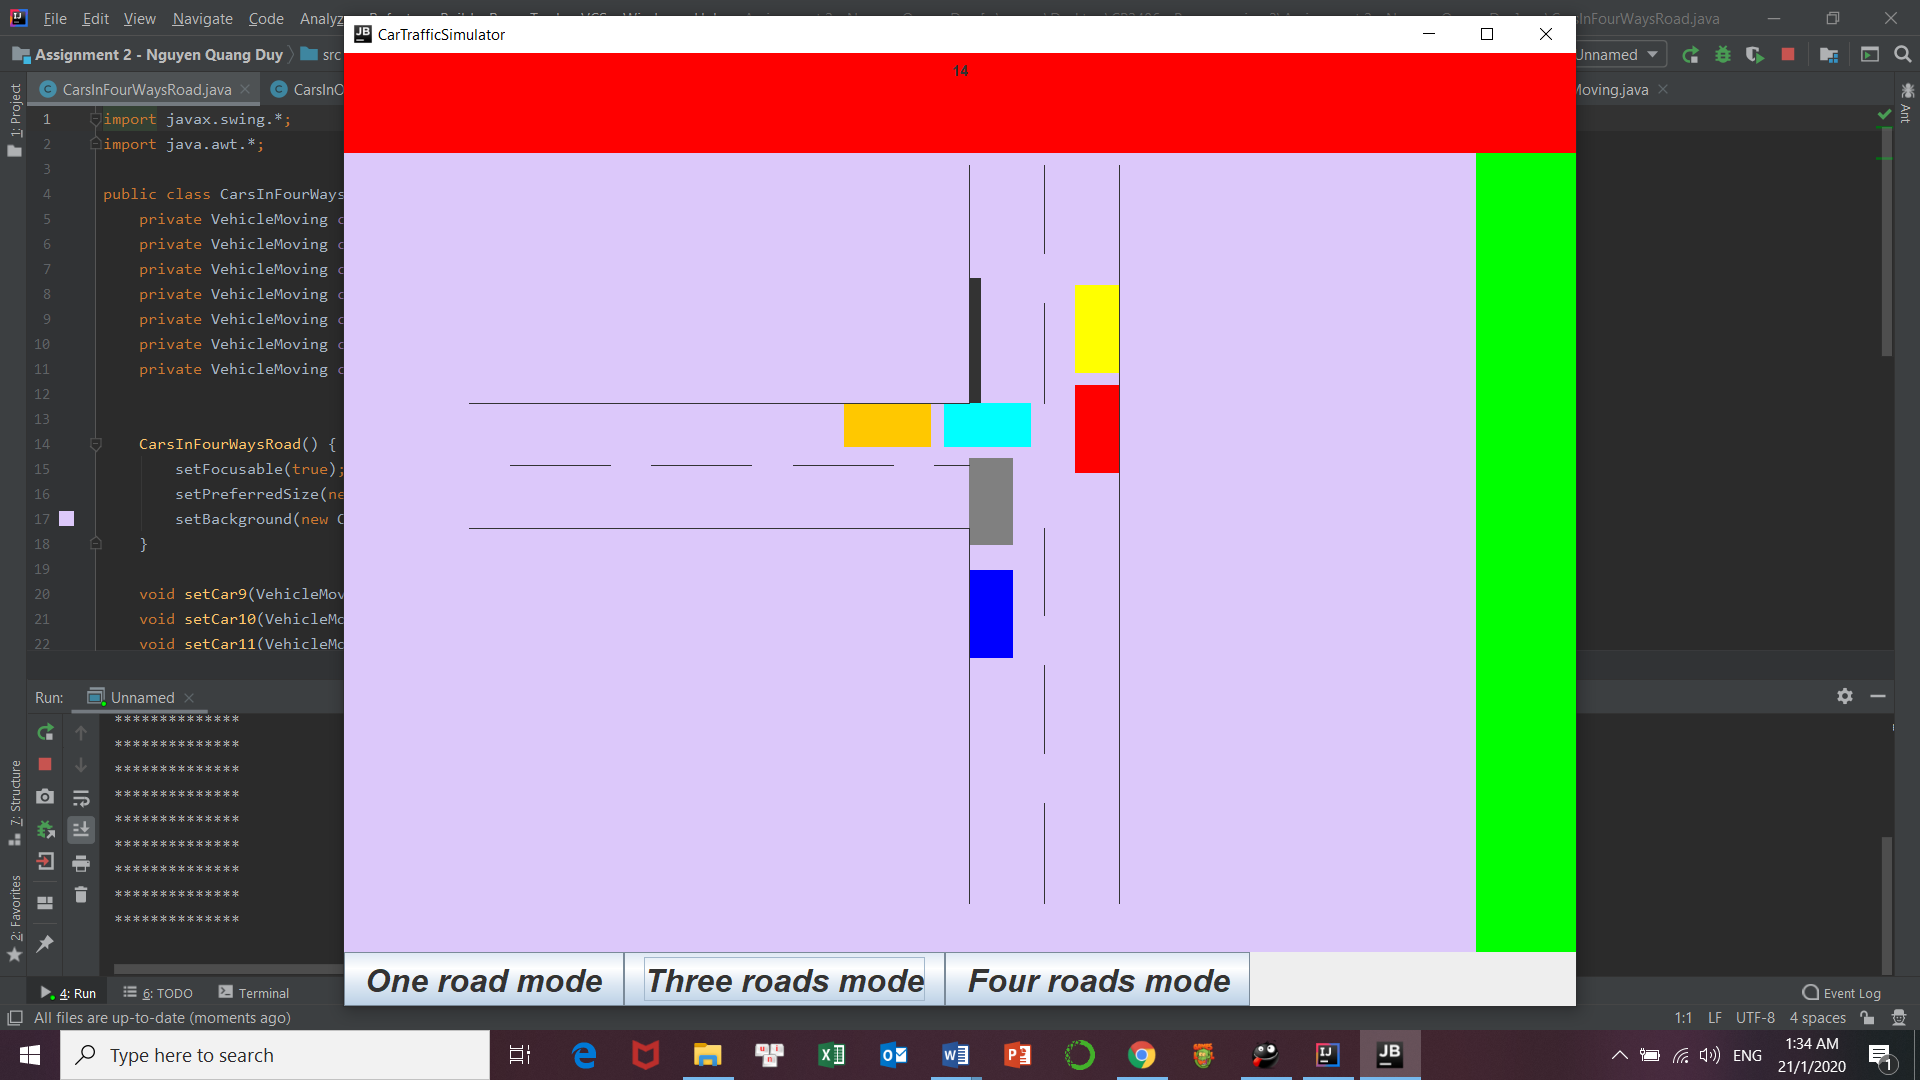 File Edit View Navigate Code
CarTrafficSimulator
InFourWaysRoad.java
Assignment 2 - Nguyen Quang Duy src
Unnamed
14
CarsInFourWaysRoad.java
CarsInO
Moving.java
1: Project
Ant
1 import javax.swing.*;
2 import java.awt.*;
3
4 public class CarsInFourWays
5 private VehicleMoving c
6 private VehicleMoving c
7 private VehicleMoving c
8 private VehicleMoving c
9 private VehicleMoving c
10 private VehicleMoving c
11 private VehicleMoving c
12
13
14 CarsInFourWaysRoad() {
15 setFocusable(true);
16 setPreferredSize(ne
17 setBackground(new C
18 }
19
20 void setCar9(VehicleMov
21 void setCar10(VehicleMo
22 void setCar11(VehicleMo
Run: Unnamed
**************
**************
**************
**************
**************
**************
**************
**************
**************
7: Structure
2: Favorites
One road mode Three roads mode Four roads mode
4: Run 6: TODO Terminal
Event Log
All files are up-to-date (moments ago)
1:1 LF UTF-8 4 spaces
Type here to search
ENG
1:34 AM
21/1/2020
1